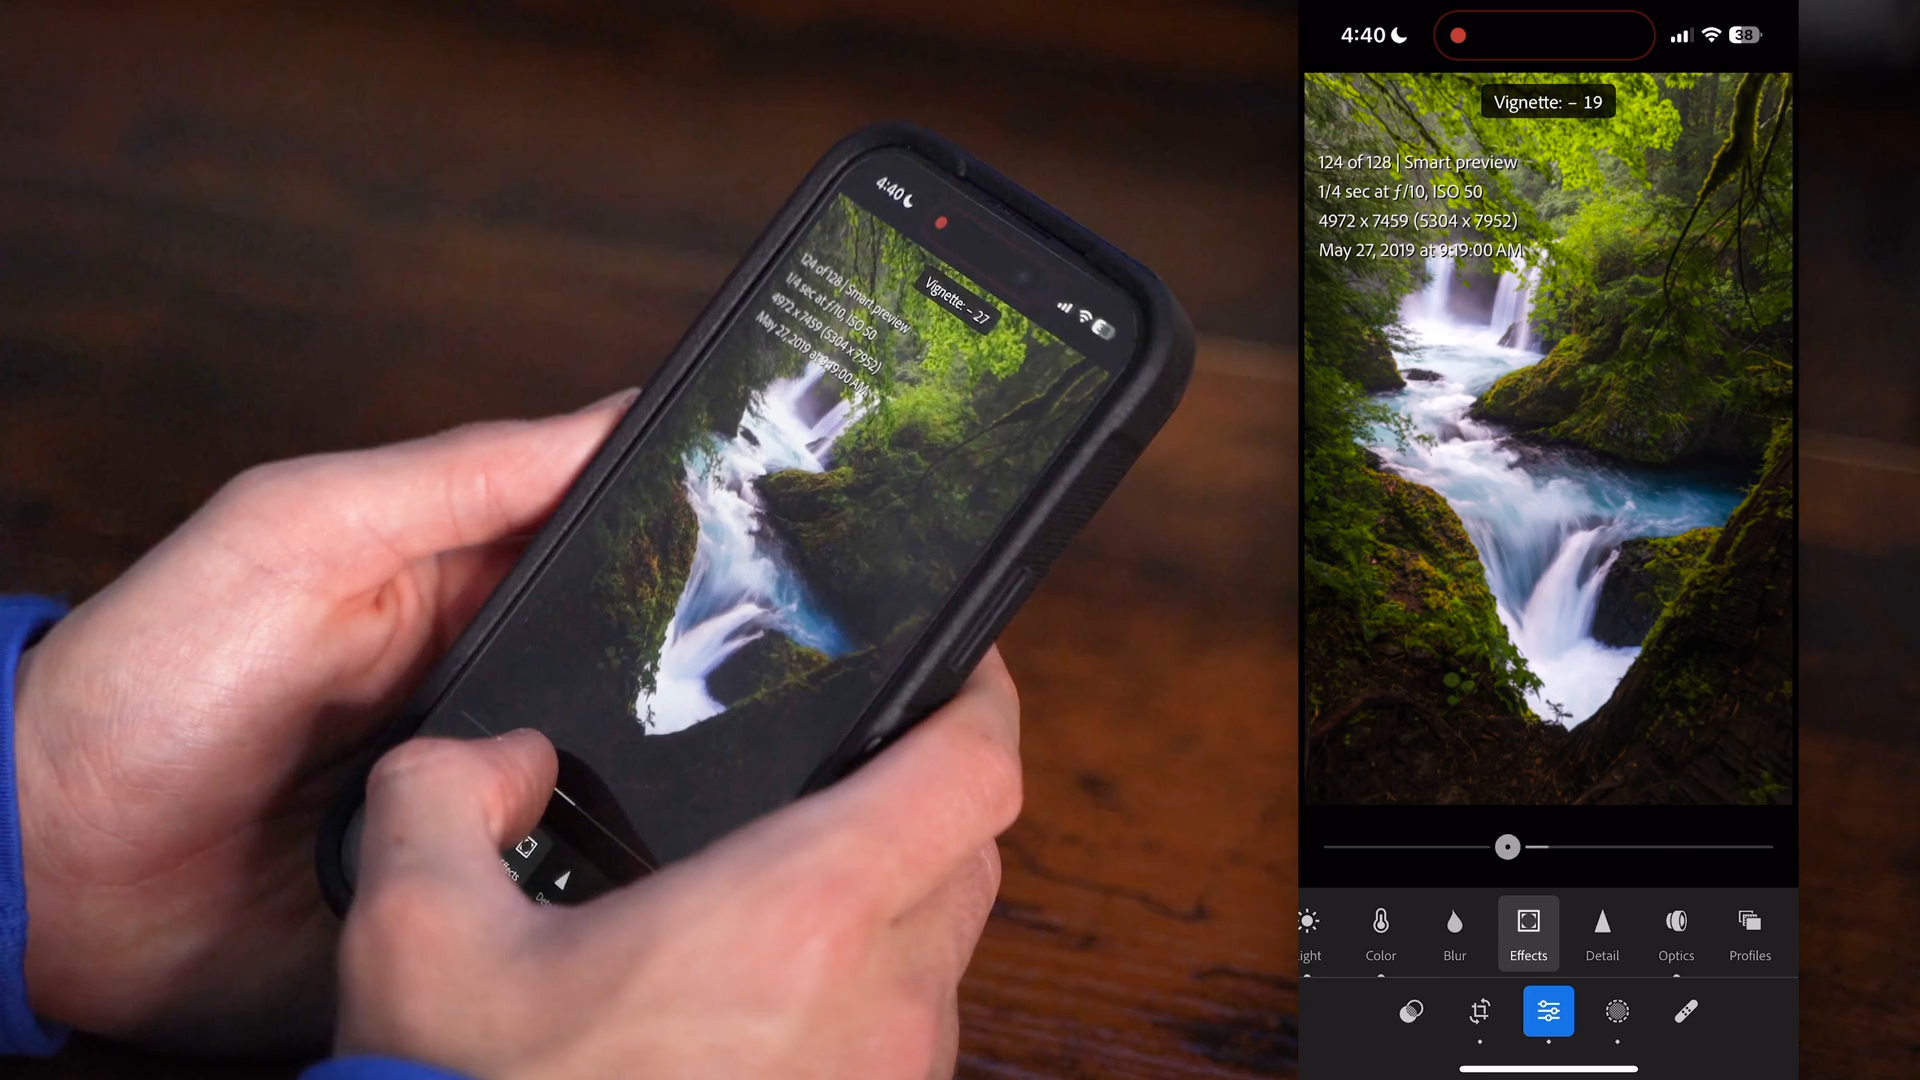 4:40
124 of 128 | Smart preview
1/4 sec at ƒ/10, ISO 50
4972 x 7459 (5304 x 7952)
May 27, 2019 at 9:19:00 AM
Vignette: - 27
4:40
38
Vignette: - 19
124 of 128 | Smart preview
1/4 sec at ƒ/10, ISO 50
4972 x 7459 (5304 x 7952)
May 27, 2019 at 9:19:00 AM
ight Color Blur Effects Detail Optics Profiles